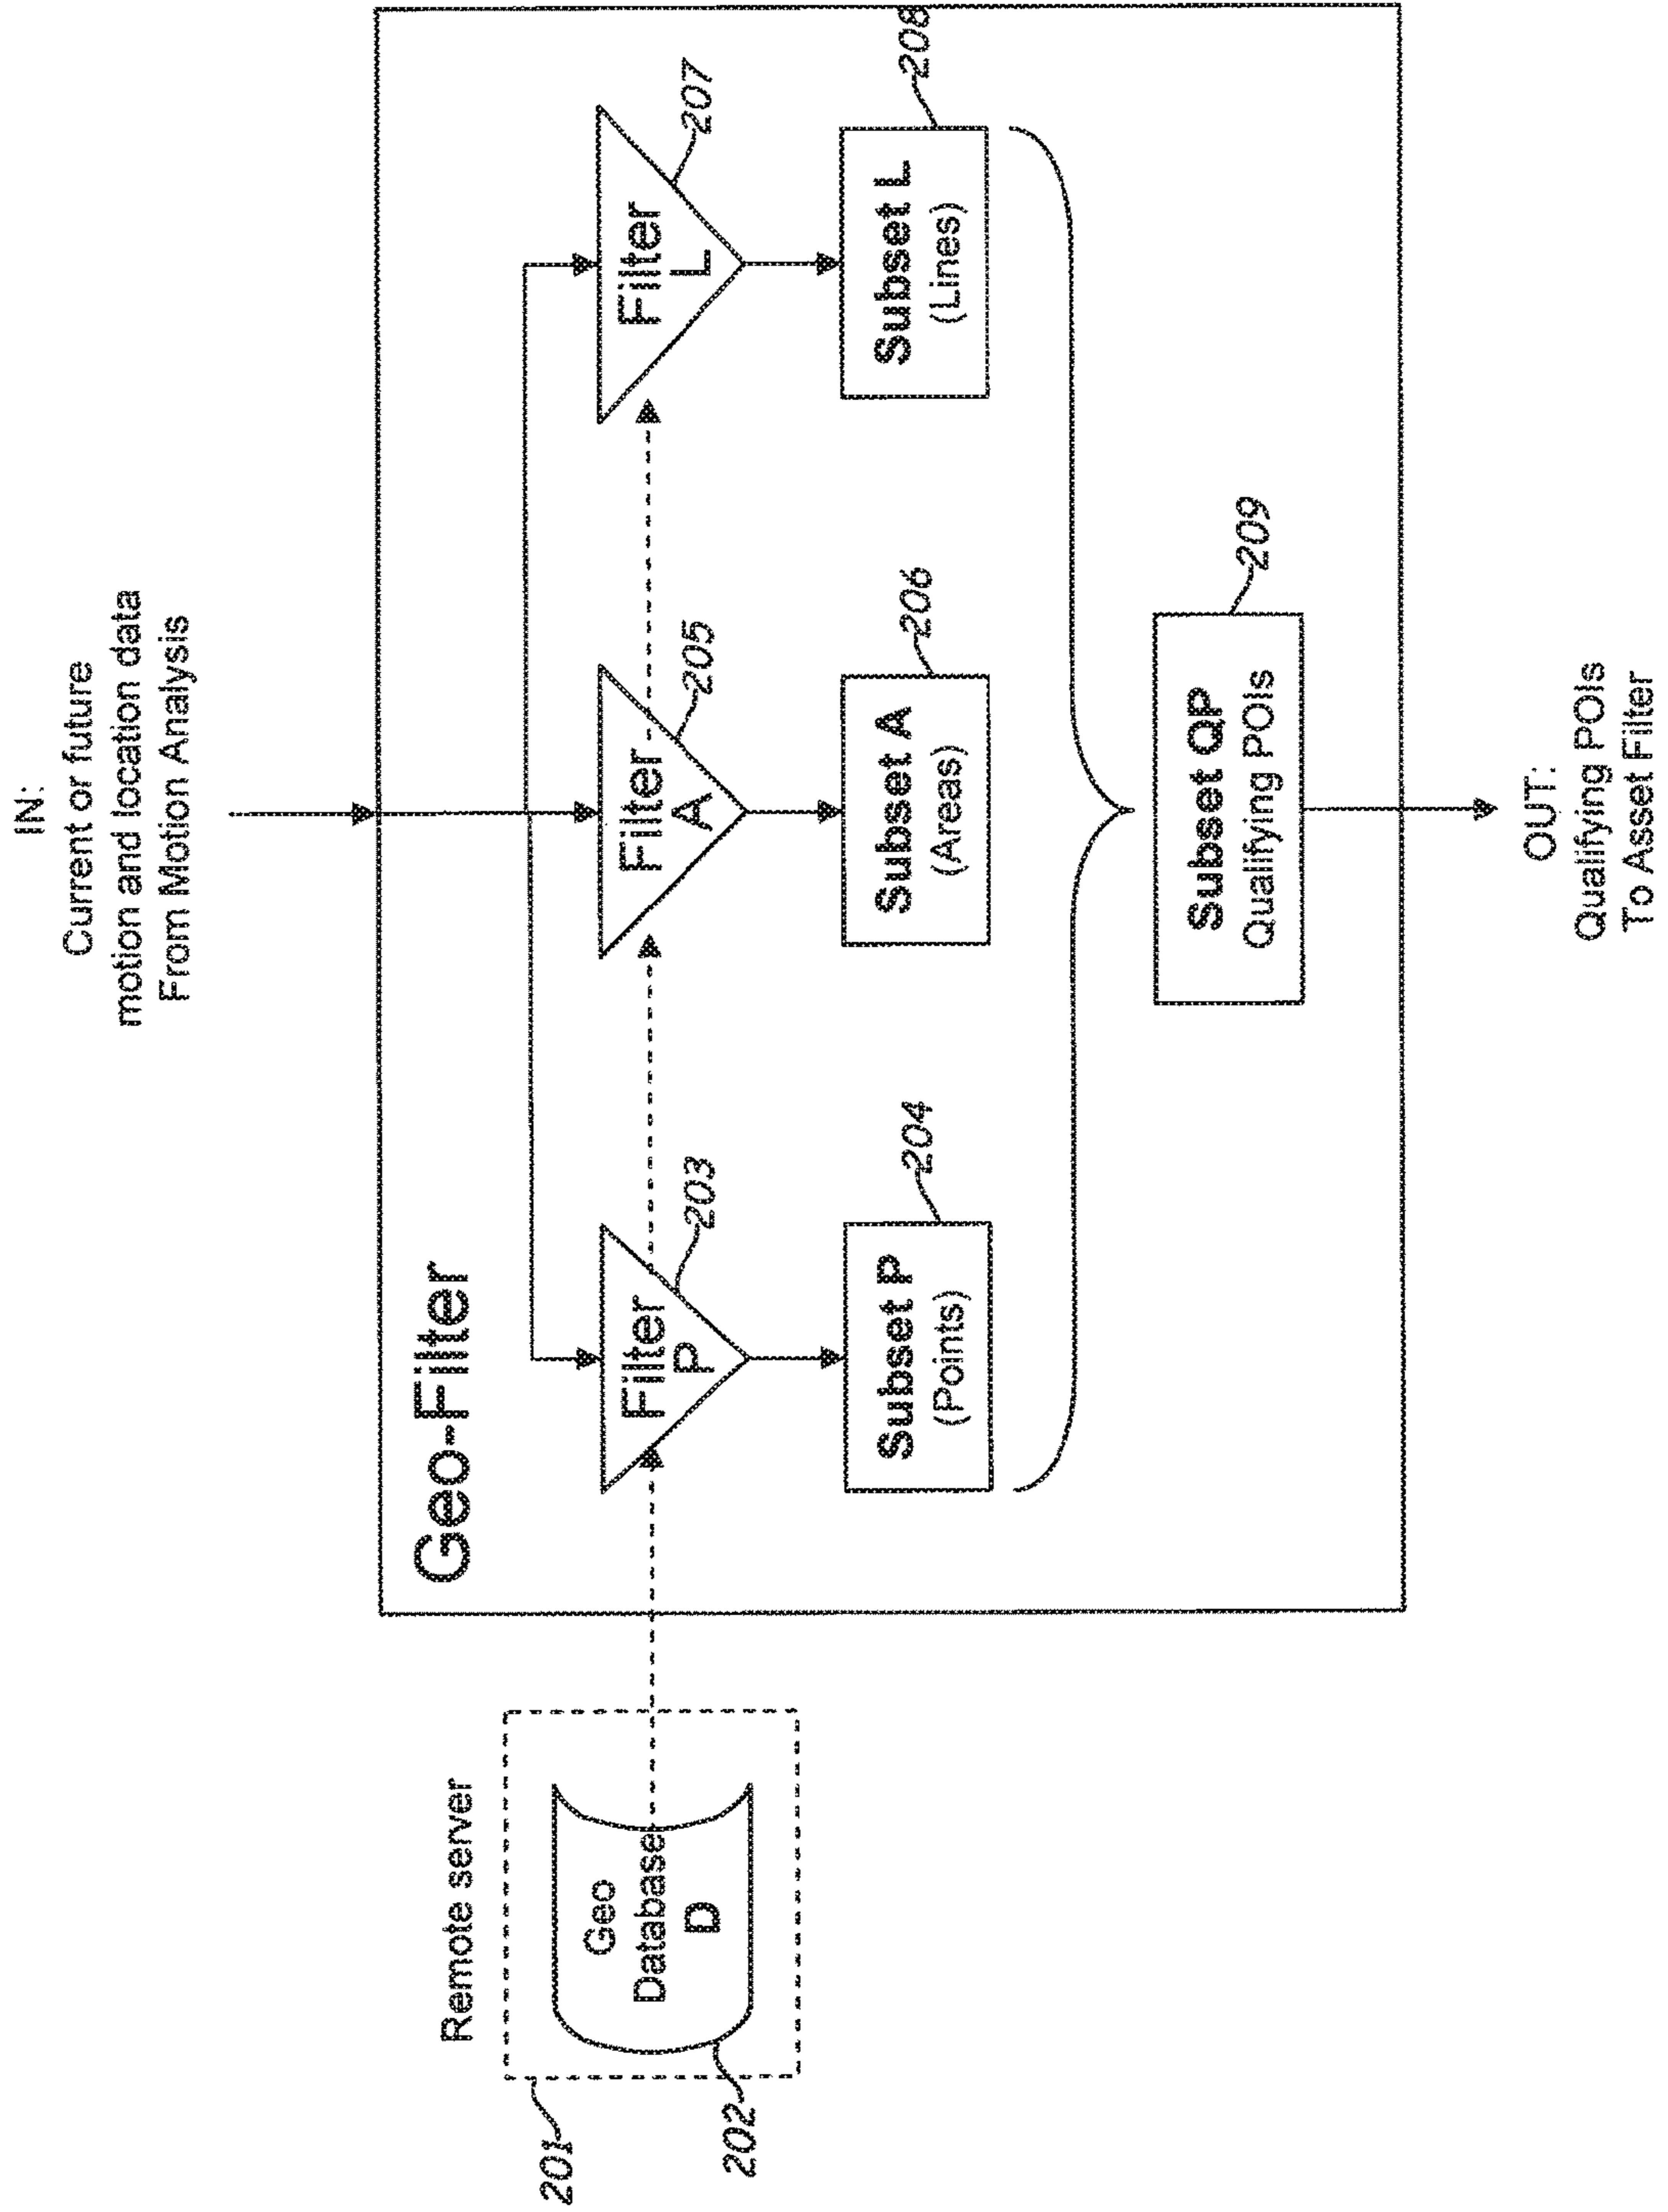 IN:
Current or future
motion and location data
From Motion Analysis
Geo-Filter
Remote server
Geo
Database
D
201
202
Filter
P
203
Filter
A
205
Filter
L
207
Subset P
(Points)
204
Subset A
(Areas)
206
Subset L
(Lines)
208
Subset QP
Qualifying POIs
209
OUT:
Qualifying POIs
To Asset Filter